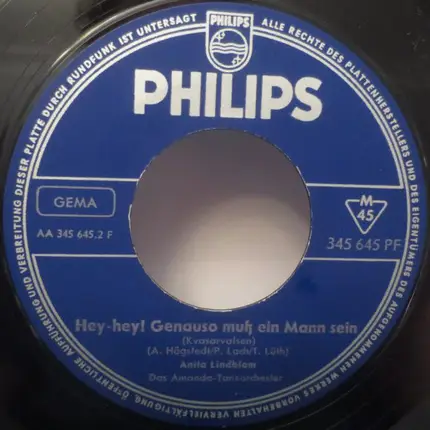 ALLE RECHTE DES PLATTENHERSTELLERS UND DES EIGENTÜMERS DES AUFGENOMMENEN WERKES VORBEHALTEN VERVIELFÄLTIGUNG, ÖFFENTLICHE AUFFÜHRUNG UND VERBREITUNG DIESER PLATTE DURCH RUNDFUNK IST UNTERSAGT
PHILIPS
PHILIPS
GEMA
AA 345 645.2 F
M
45
345 645 PF
Hey-hey! Genauso muß ein Mann sein
(Kvasarvalsen)
(A. Högstedt/P. Lach/I. Lüth)
Anita Lindblom
Das Amando-Tanzorchester